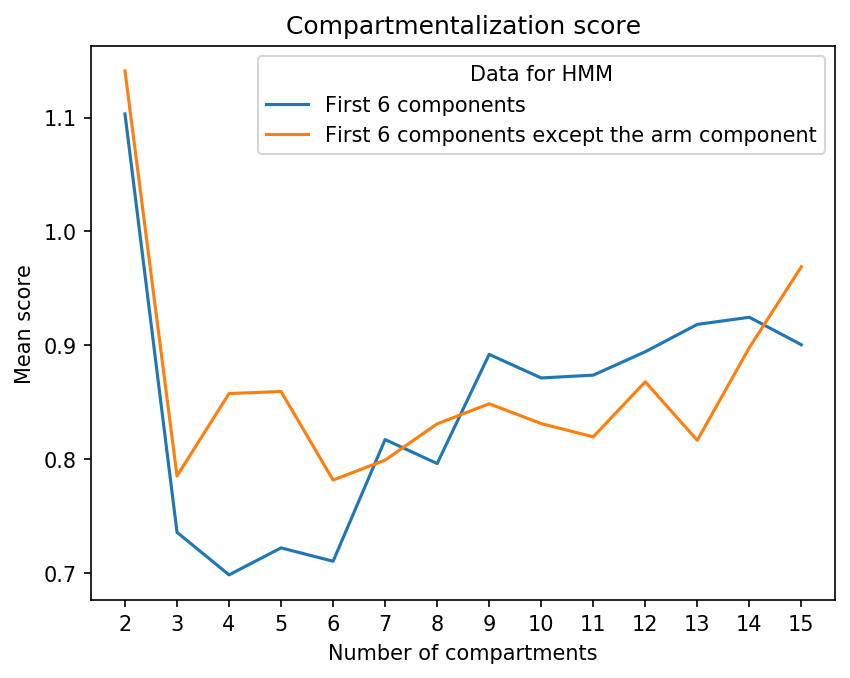 Compartmentalization score
Data for HMM
First 6 components
First 6 components except the arm component
Mean score
1.1
1.0
0.9
0.8
0.7
2 3 4 5 6 7 8 9 10 11 12 13 14 15
Number of compartments